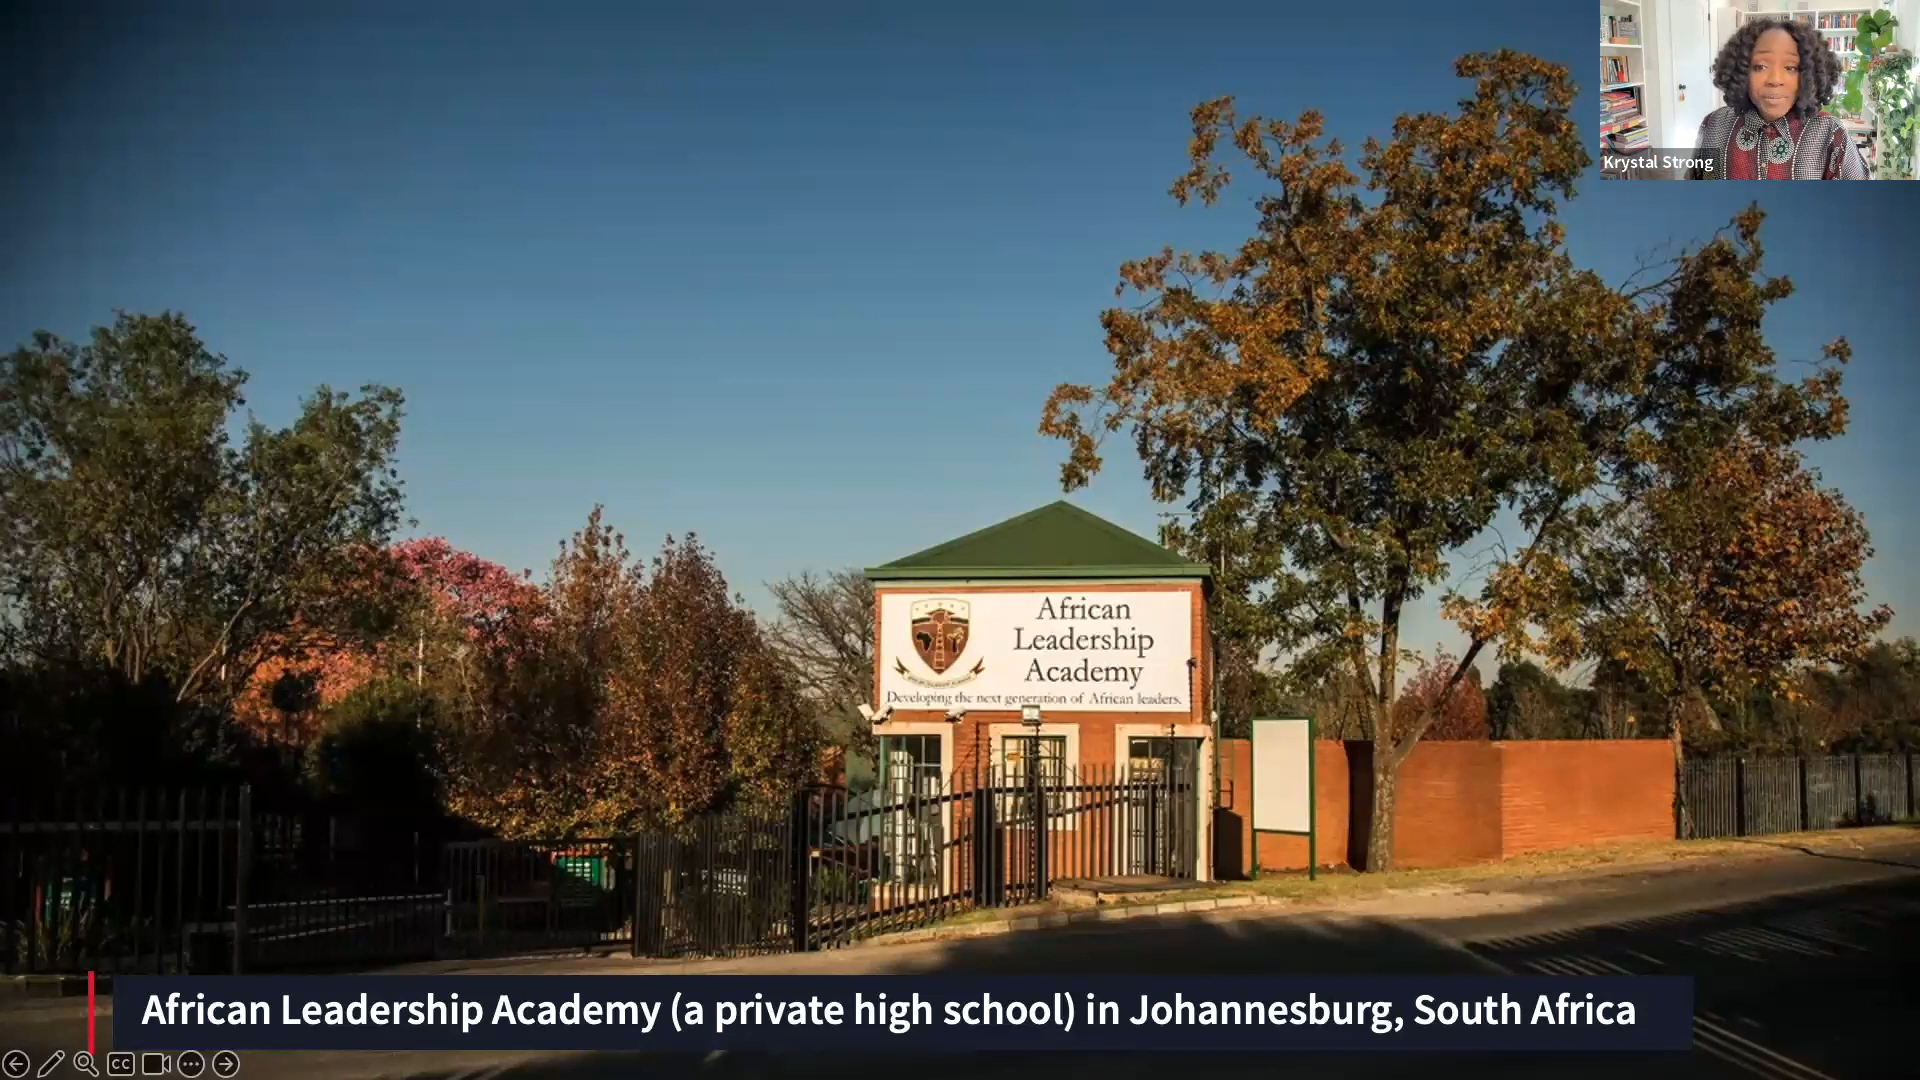 Krystal Strong
African
Leadership
Academy
Developing the next generation of African leaders.
African Leadership Academy (a private high school) in Johannesburg, South Africa
CC